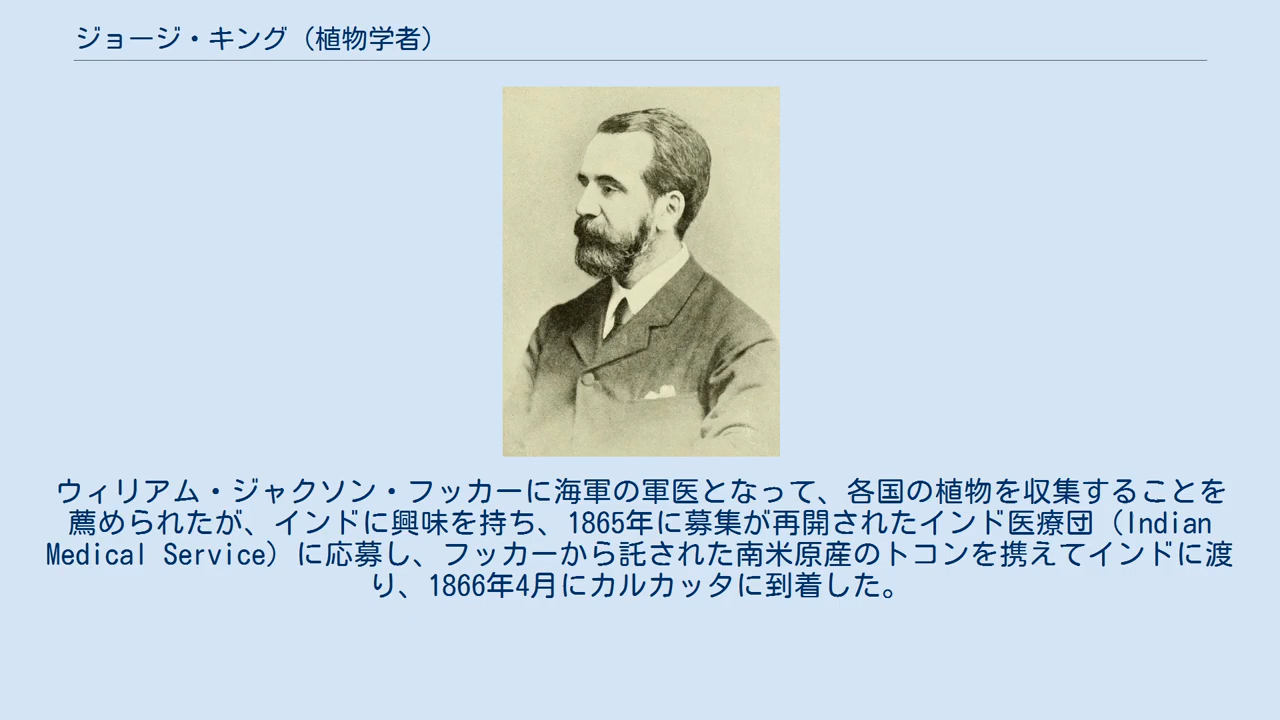 ジョージ・キング（植物学者）
ウィリアム・ジャクソン・フッカーに海軍の軍医となって、各国の植物を収集することを
薦められたが、インドに興味を持ち、1865年に募集が再開されたインド医療団（Indian
Medical Service）に応募し、フッカーから託された南米原産のトコンを携えてインドに渡
り、1866年4月にカルカッタに到着した。